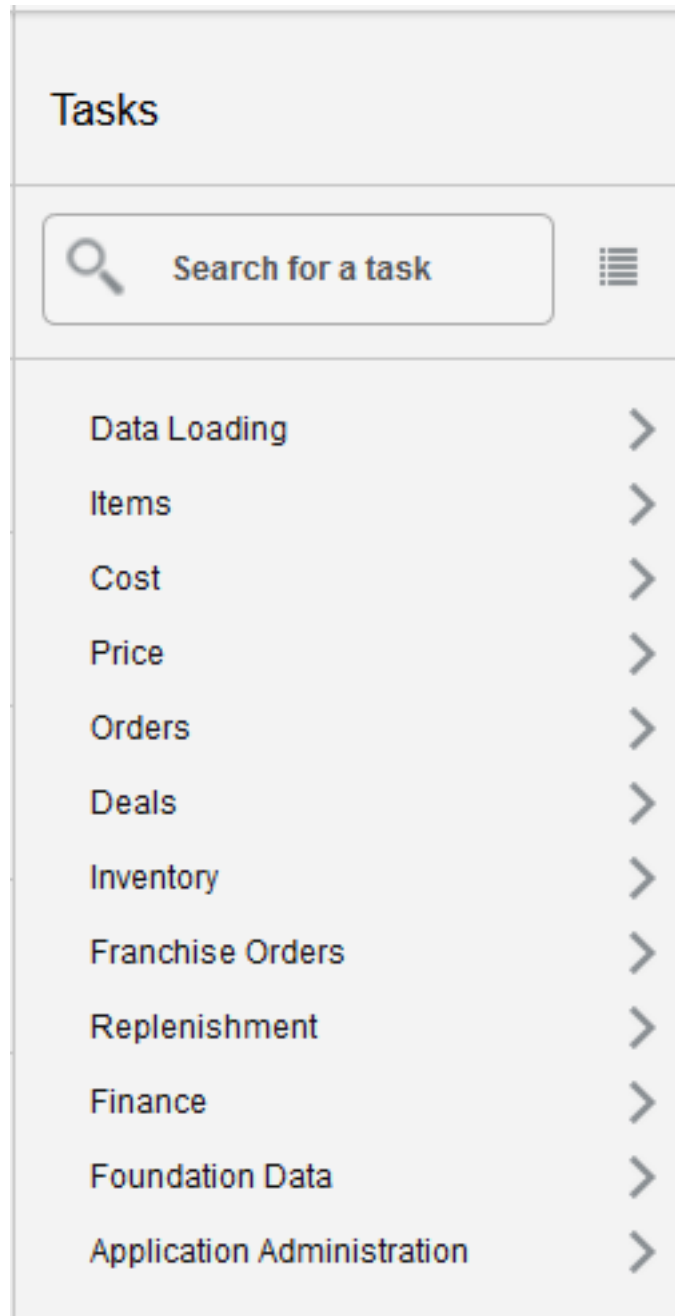 Tasks
Search for a task
Data Loading
Items
Cost
Price
Orders
Deals
Inventory
Franchise Orders
Replenishment
Finance
Foundation Data
Application Administration